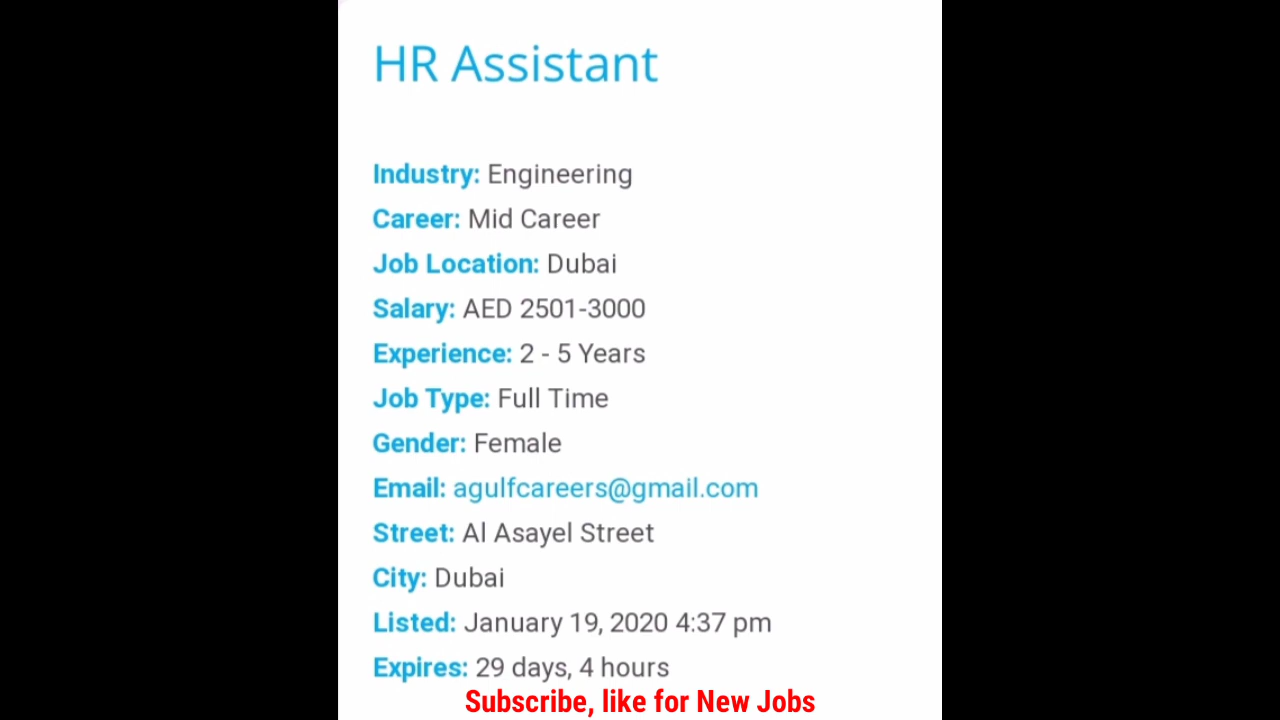 HR Assistant
Industry: Engineering
Career: Mid Career
Job Location: Dubai
Salary: AED 2501-3000
Experience: 2 - 5 Years
Job Type: Full Time
Gender: Female
Email: agulfcareers@gmail.com
Street: Al Asayel Street
City: Dubai
Listed: January 19, 2020 4:37 pm
Expires: 29 days, 4 hours
Subscribe, like for New Jobs